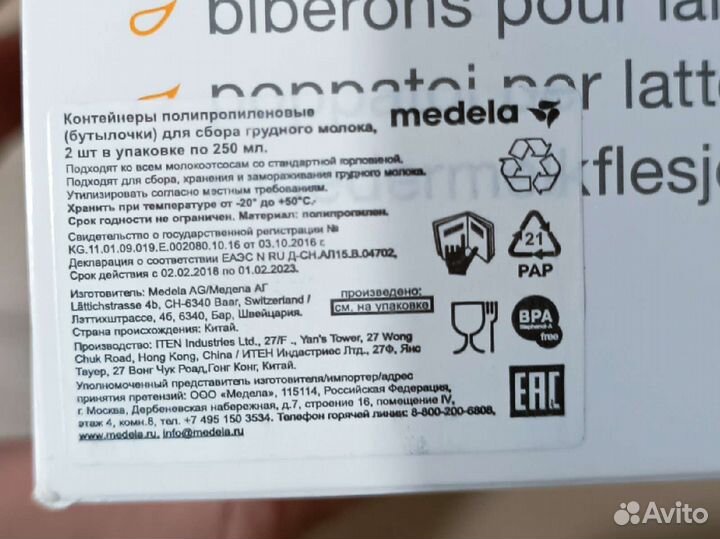 biberons pour lai
poppatoi per latte
kflesje
medela
Контейнеры полипропиленовые
(бутылочки) для сбора грудного молока,
2 шт в упаковке по 250 мл.
Подходят ко всем молокоотсосам со стандартной горловиной.
Подходят для сбора, хранения и замораживания грудного молока.
Утилизировать согласно местным требованиям.
Хранить при температуре от -20° до +50°C.
Срок годности не ограничен. Материал: полипропилен.
Свидетельство о государственной регистрации №
KG.11.01.09.019.E.002080.10.16 от 03.10.2016 г.
Декларация о соответствии ЕАЭС N RU Д-CH.АЛ15.В.04702,
Срок действия с 02.02.2018 по 01.02.2023г.
21
PAP
Изготовитель: Medela AG/Медела АГ
Lättichstrasse 4b, CH-6340 Baar, Switzerland /
Лэттихштрассе, 4б, 6340, Бар, Швейцария.
Страна происхождения: Китай.
произведено:
см. на упаковке
Производство: ITEN Industries Ltd., 27/F ., Yan's Tower, 27 Wong
Chuk Road, Hong Kong, China / ИТЕН Индастриес Лтд., 27Ф, Янс
Тауер, 27 Вонг Чук Роад,Гонг Конг, Китай.
BPA
Bisphenol-A
free
Уполномоченный представитель изготовителя/импортер/адрес
принятия претензий: ООО «Медела», 115114, Российская Федерация,
г. Москва, Дербеневская набережная, д.7, строение 16, помещение IV,
этаж 4, комн.8, тел. +7 495 150 3534. Телефон горячей линии: 8-800-200-6808,
www.medela.ru, info@medela.ru
EAC
Avito